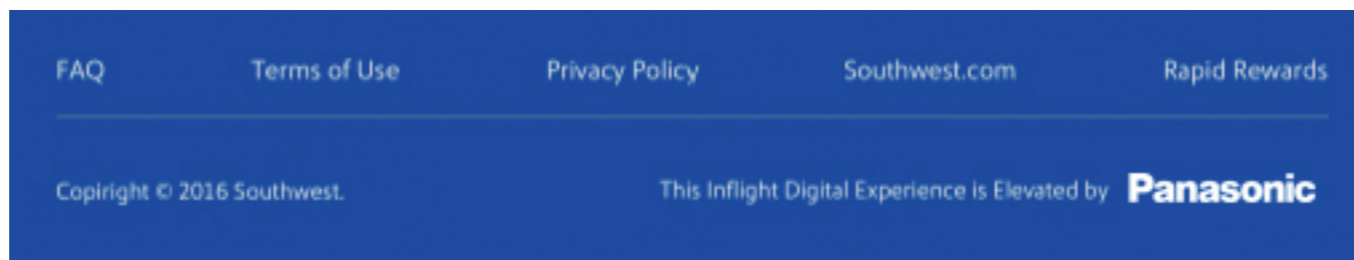 FAQ Terms of Use Privacy Policy Southwest.com Rapid Rewards
Copiright © 2016 Southwest. This Inflight Digital Experience is Elevated by Panasonic